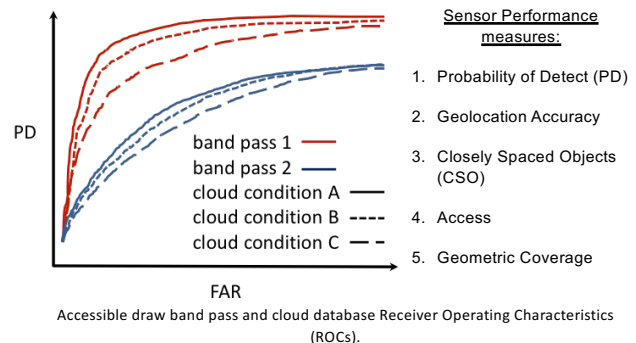 Sensor Performance
measures:
PD
band pass 1
band pass 2
cloud condition A
cloud condition B
cloud condition C
FAR
1. Probability of Detect (PD)
2. Geolocation Accuracy
3. Closely Spaced Objects
(CSO)
4. Access
5. Geometric Coverage
Accessible draw band pass and cloud database Receiver Operating Characteristics
(ROCs).